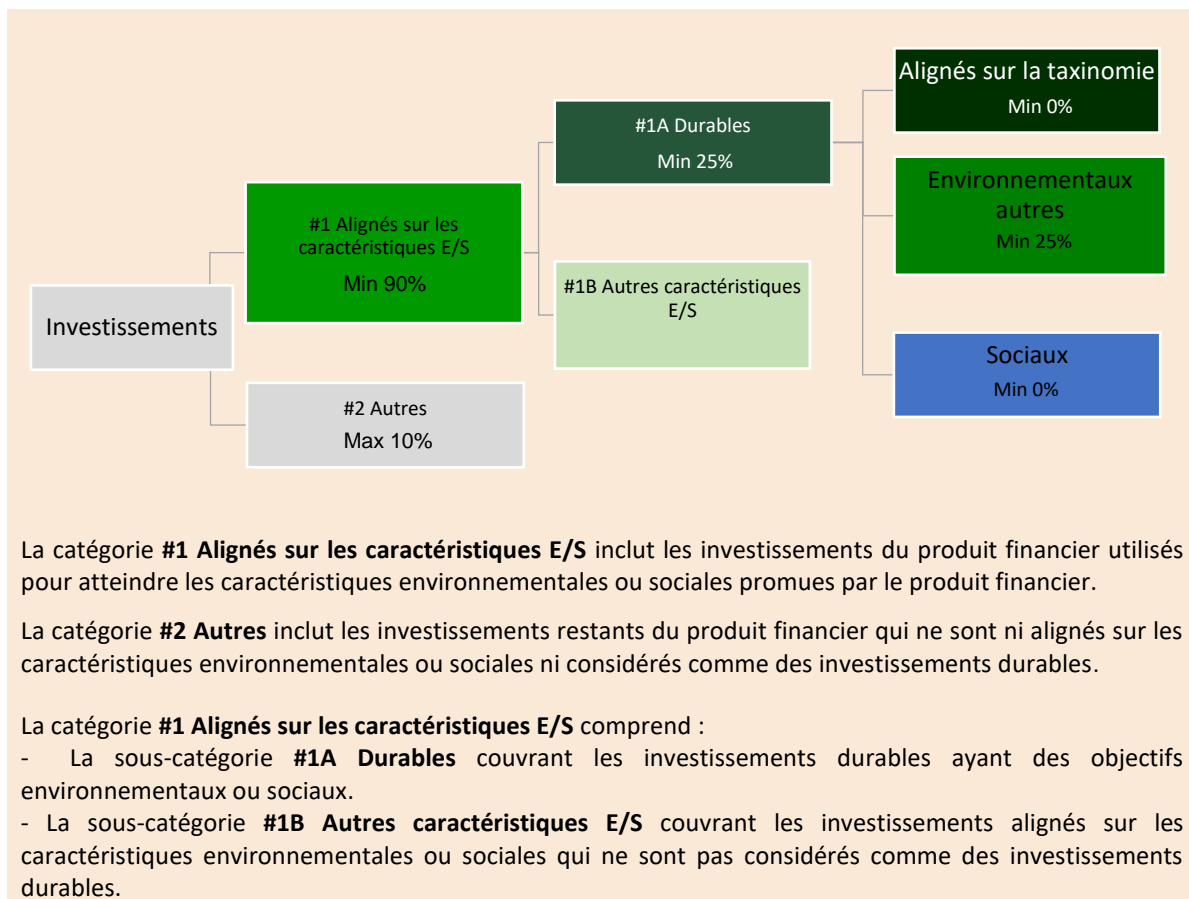 Alignés sur la taxinomie
Min 0%
#1A Durables
Min 25%
Environnementaux
autres
Min 25%
#1 Alignés sur les
caractéristiques E/S
Min 90%
#1B Autres caractéristiques
E/S
Investissements
Sociaux
Min 0%
#2 Autres
Max 10%
La catégorie #1 Alignés sur les caractéristiques E/S inclut les investissements du produit financier utilisés
pour atteindre les caractéristiques environnementales ou sociales promues par le produit financier.
La catégorie #2 Autres inclut les investissements restants du produit financier qui ne sont ni alignés sur les
caractéristiques environnementales ou sociales ni considérés comme des investissements durables.
La catégorie #1 Alignés sur les caractéristiques E/S comprend :
- La sous-catégorie #1A Durables couvrant les investissements durables ayant des objectifs
environnementaux ou sociaux.
- La sous-catégorie #1B Autres caractéristiques E/S couvrant les investissements alignés sur les
caractéristiques environnementales ou sociales qui ne sont pas considérés comme des investissements
durables.